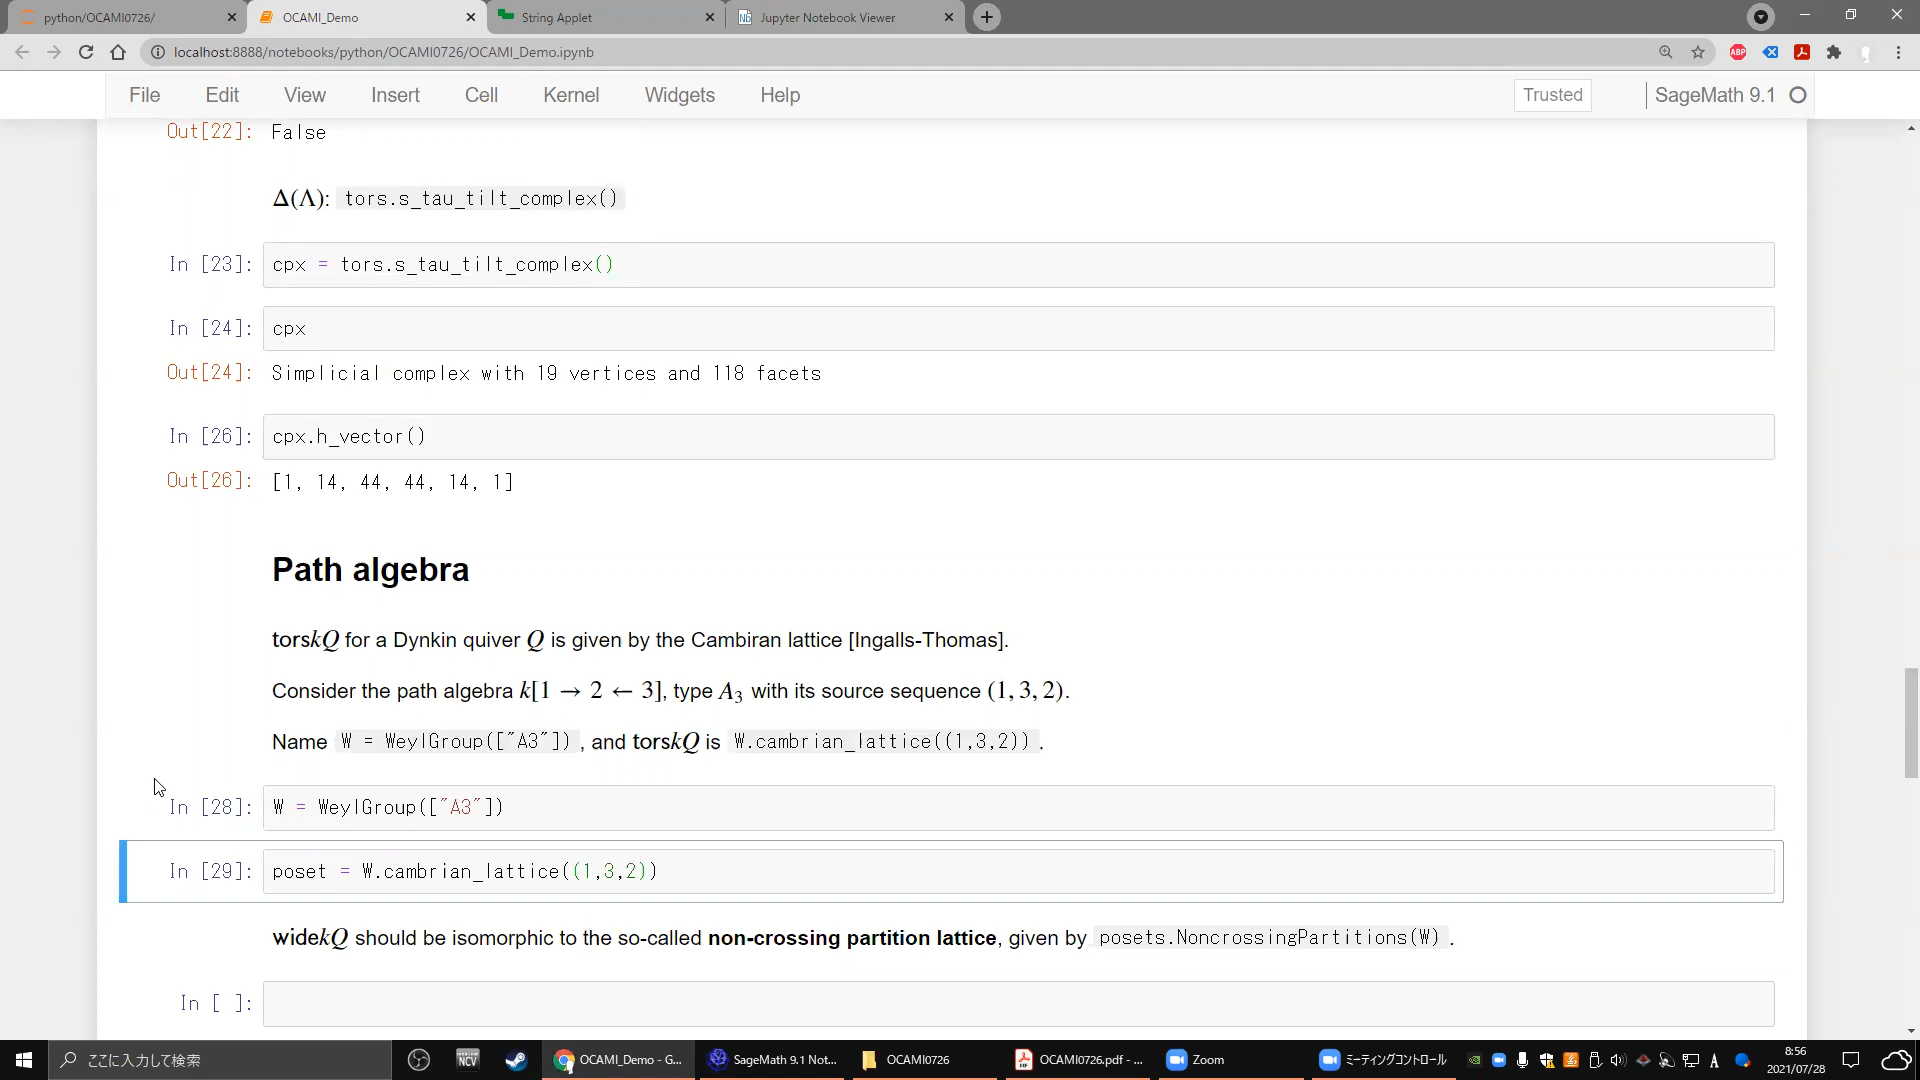 python/OCAMI0726/
OCAMI_Demo
String Applet
Jupyter Notebook Viewer
localhost:8888/notebooks/python/OCAMI0726/OCAMI_Demo.ipynb
ABP
File Edit View Insert Cell Kernel Widgets Help
Trusted
SageMath 9.1
Out[22]: False
Δ(Λ): tors.s_tau_tilt_complex()
In [23]: cpx = tors.s_tau_tilt_complex()
In [24]: cpx
Out[24]: Simplicial complex with 19 vertices and 118 facets
In [26]: cpx.h_vector()
Out[26]: [1, 14, 44, 44, 14, 1]
Path algebra
torskQ for a Dynkin quiver Q is given by the Cambiran lattice [Ingalls-Thomas].
Consider the path algebra k[1 → 2 ← 3], type A₃ with its source sequence (1, 3, 2).
Name W = WeylGroup(["A3"]) , and torskQ is W.cambrian_lattice((1,3,2)) .
In [28]: W = WeylGroup(["A3"])
In [29]: poset = W.cambrian_lattice((1,3,2))
widekQ should be isomorphic to the so-called non-crossing partition lattice, given by posets.NoncrossingPartitions(W) .
In [ ]:
ここに入力して検索
NCV
OCAMI_Demo - G...
SageMath 9.1 Not...
OCAMI0726
OCAMI0726.pdf - ...
Zoom
ミーティングコントロール
A
8:56
2021/07/28